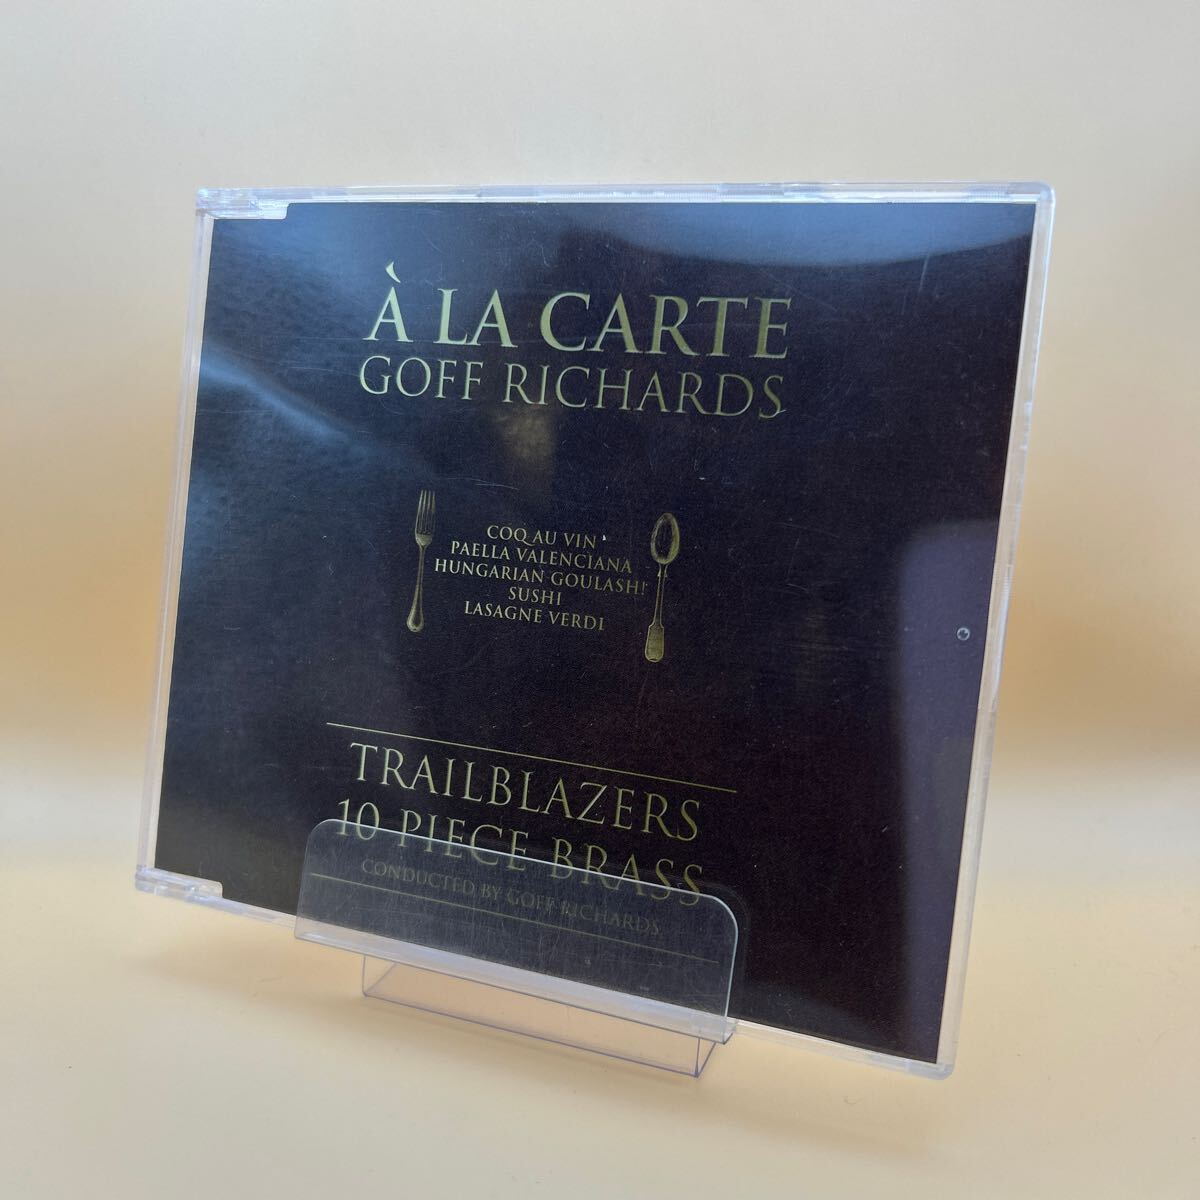 À LA CARTE
GOFF RICHARDS
COQ AU VIN
PAELLA VALENCIANA
HUNGARIAN GOULASH!
SUSHI
LASAGNE VERDI
TRAILBLAZERS
10 PIECE BRASS
CONDUCTED BY GOFF RICHARDS